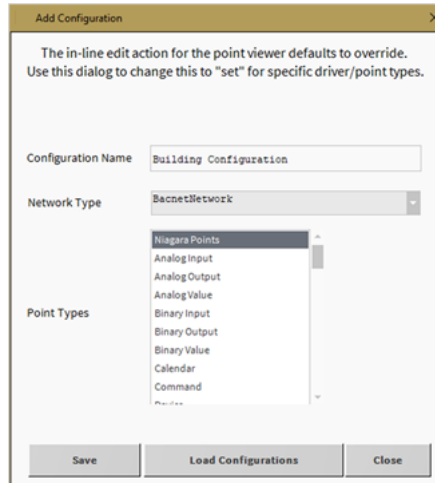 Add Configuration
The in-line edit action for the point viewer defaults to override.
Use this dialog to change this to "set" for specific driver/point types.
Configuration Name
Building Configuration
Network Type
BacnetNetwork
Point Types
Niagara Points
Analog Input
Analog Output
Analog Value
Binary Input
Binary Output
Binary Value
Calendar
Command
Save
Load Configurations
Close